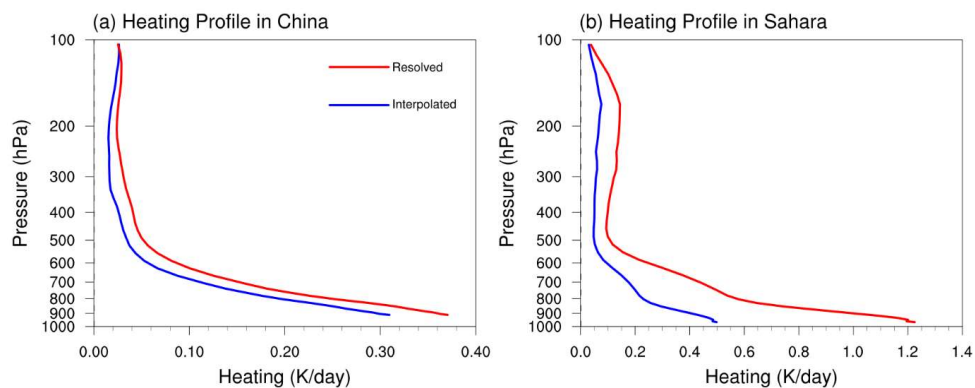 (a) Heating Profile in China
100
200
300
400
500
600
700
800
900
1000
Pressure (hPa)
0.00 0.10 0.20 0.30 0.40
Heating (K/day)
Resolved
Interpolated
(b) Heating Profile in Sahara
100
200
300
400
500
600
700
800
900
1000
Pressure (hPa)
0.0 0.2 0.4 0.6 0.8 1.0 1.2 1.4
Heating (K/day)